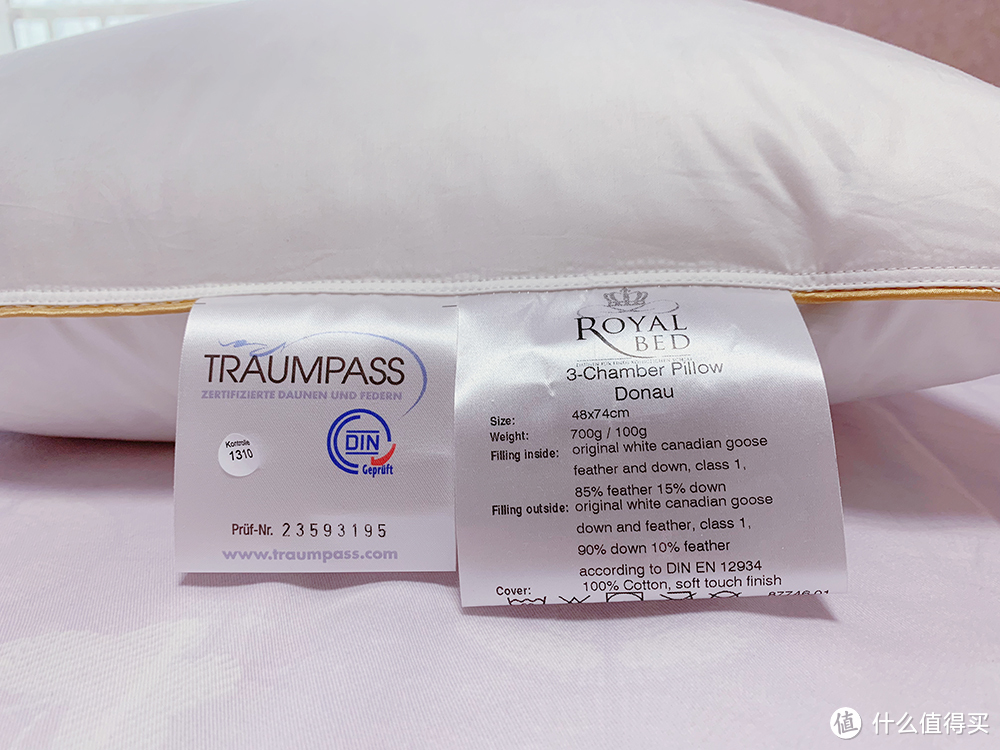 TRAUMPASS
ZERTIFIZIERTE DAUNEN UND FEDERN
DIN
Geprüft
Kontrolle
1310
Prüf-Nr. 23593195
www.traumpass.com
ROYAL
BED
3-Chamber Pillow
Donau
Size: 48x74cm
Weight: 700g / 100g
Filling inside: original white canadian goose
feather and down, class 1,
85% feather 15% down
Filling outside: original white canadian goose
down and feather, class 1,
90% down 10% feather
according to DIN EN 12934
Cover: 100% Cotton, soft touch finish
87746.01
值 什么值得买